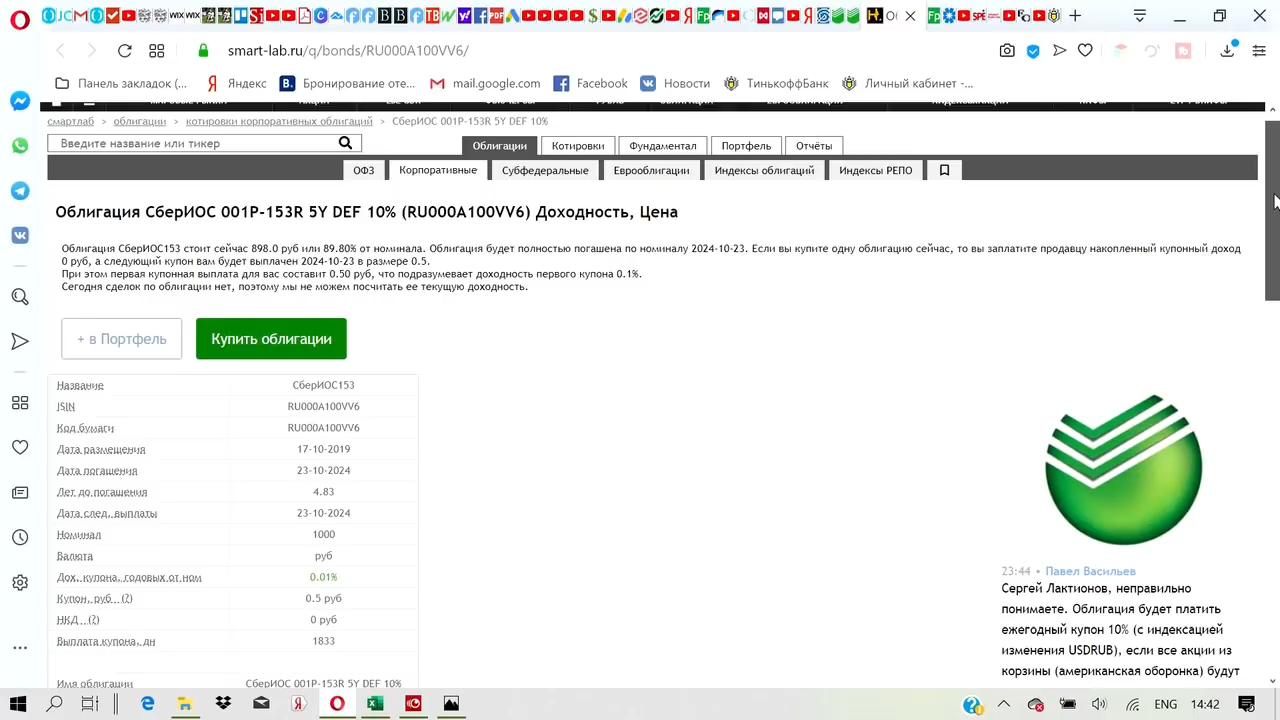 smart-lab.ru/q/bonds/RU000A100VV6/
Панель закладок (...
Яндекс
Бронирование оте...
mail.google.com
Facebook
Новости
ТинькоффБанк
Личный кабинет -...
смартлаб > облигации > котировки корпоративных облигаций > СберИОС 001P-153R 5Y DEF 10%
Введите название или тикер
Облигации
Котировки
Фундаментал
Портфель
Отчёты
ОФЗ
Корпоративные
Субфедеральные
Еврооблигации
Индексы облигаций
Индексы РЕПО
Облигация СберИОС 001P-153R 5Y DEF 10% (RU000A100VV6) Доходность, Цена
Облигация СберИОС153 стоит сейчас 898.0 руб или 89.80% от номинала. Облигация будет полностью погашена по номиналу 2024-10-23. Если вы купите одну облигацию сейчас, то вы заплатите продавцу накопленный купонный доход
0 руб, а следующий купон вам будет выплачен 2024-10-23 в размере 0.5.
При этом первая купонная выплата для вас составит 0.50 руб, что подразумевает доходность первого купона 0.1%.
Сегодня сделок по облигации нет, поэтому мы не можем посчитать ее текущую доходность.
+ в Портфель
Купить облигации
Название СберИОС153
ISIN RU000A100VV6
Код бумаги RU000A100VV6
Дата размещения 17-10-2019
Дата погашения 23-10-2024
Лет до погашения 4.83
Дата след. выплаты 23-10-2024
Номинал 1000
Валюта руб
Дох. купона, годовых от ном 0.01%
Купон, руб (?) 0.5 руб
НКД (?) 0 руб
Выплата купона, дн 1833
Имя облигации СберИОС 001P-153R 5Y DEF 10%
23:44 • Павел Васильев
Сергей Лактионов, неправильно
понимаете. Облигация будет платить
ежегодный купон 10% (с индексацией
изменения USDRUB), если все акции из
корзины (американская оборонка) будут
ENG 14:42